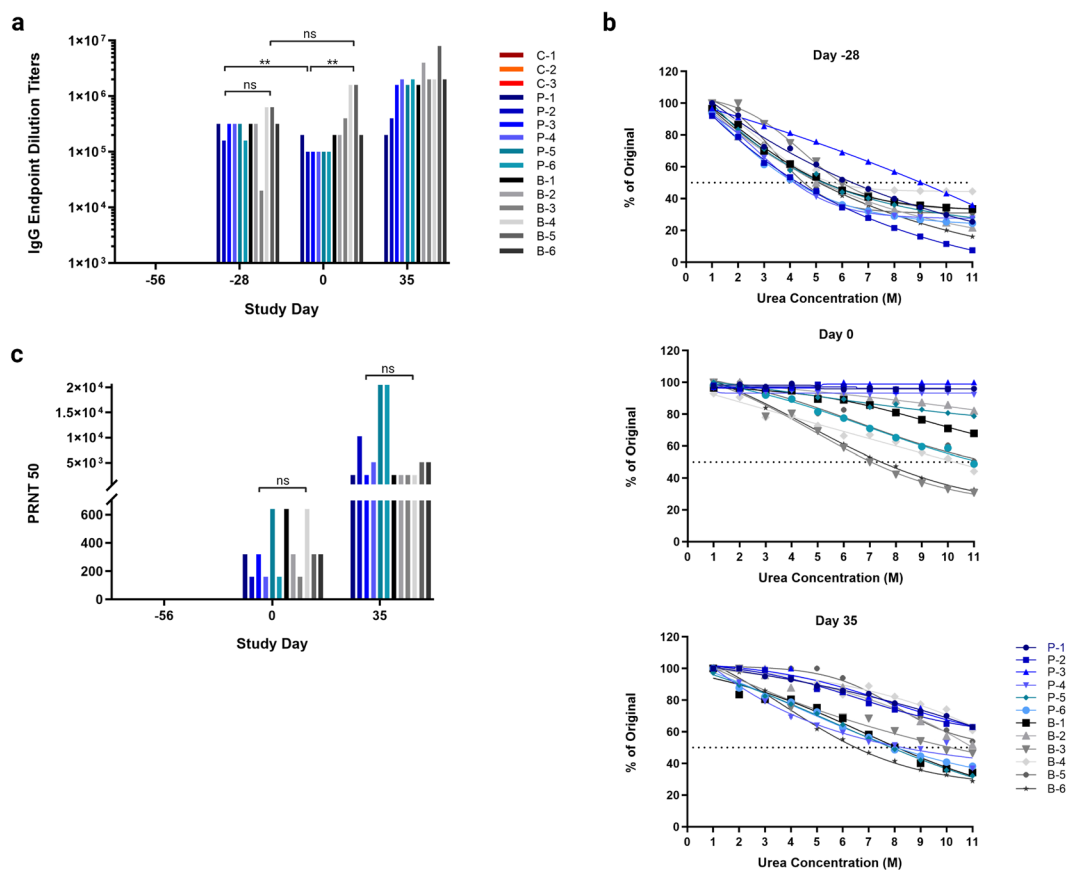 a
IgG Endpoint Dilution Titers
1×10⁷
1×10⁶
1×10⁵
1×10⁴
1×10³
ns
** **
ns
-56 -28 0 35
Study Day
C-1
C-2
C-3
P-1
P-2
P-3
P-4
P-5
P-6
B-1
B-2
B-3
B-4
B-5
B-6
b
Day -28
% of Original
120
100
80
60
40
20
0
0 1 2 3 4 5 6 7 8 9 10 11
Urea Concentration (M)
Day 0
% of Original
120
100
80
60
40
20
0
0 1 2 3 4 5 6 7 8 9 10 11
Urea Concentration (M)
Day 35
% of Original
120
100
80
60
40
20
0
0 1 2 3 4 5 6 7 8 9 10 11
Urea Concentration (M)
P-1
P-2
P-3
P-4
P-5
P-6
B-1
B-2
B-3
B-4
B-5
B-6
c
PRNT 50
2×10⁴
1×10⁴
5×10³
600
400
200
0
ns
ns
-56 0 35
Study Day